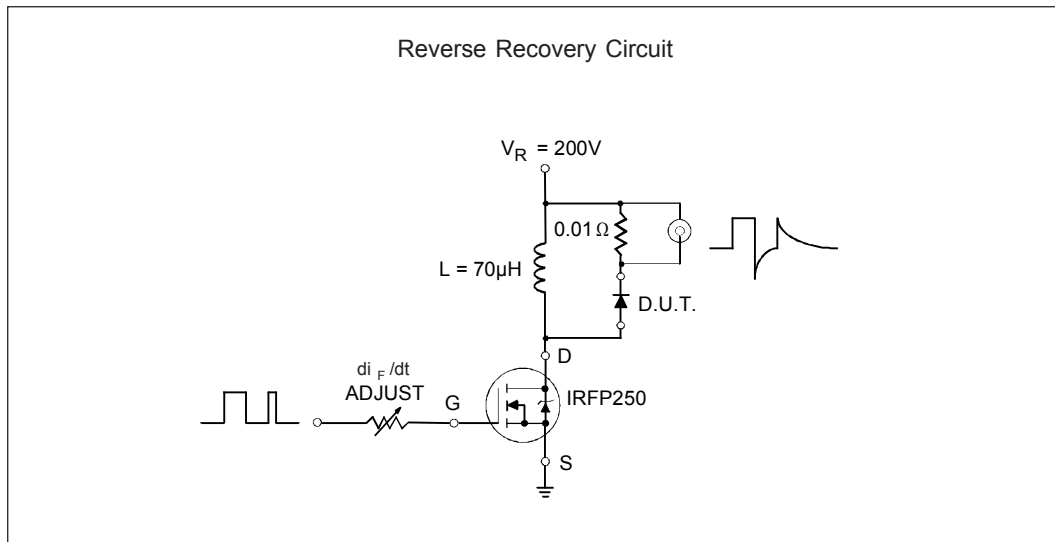 Reverse Recovery Circuit
V_R = 200V
0.01 Ω
L = 70µH
D.U.T.
di_F/dt
ADJUST
D
G
IRFP250
S